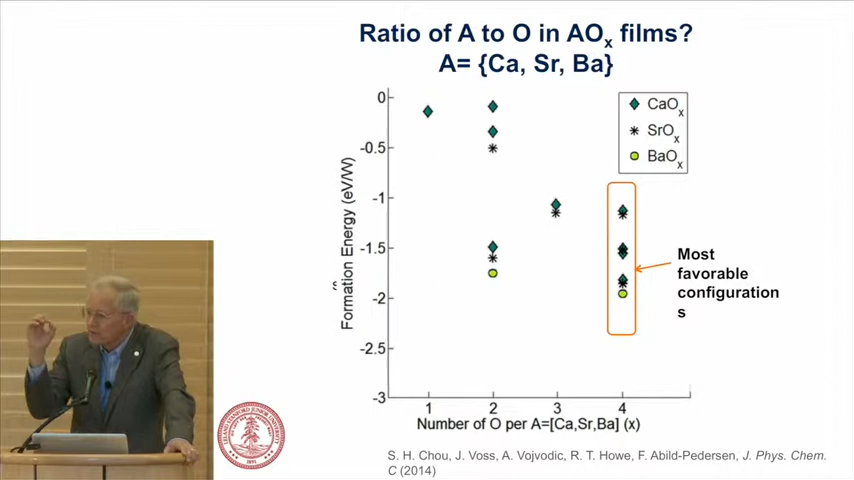 Ratio of A to O in AOx films?
A= {Ca, Sr, Ba}
0
-0.5
-1
-1.5
-2
-2.5
-3
Formation Energy (eV/W)
CaOx
SrOx
BaOx
Most
favorable
configuration
s
1 2 3 4
Number of O per A=[Ca,Sr,Ba] (x)
S. H. Chou, J. Voss, A. Vojvodic, R. T. Howe, F. Abild-Pedersen, J. Phys. Chem.
C (2014)